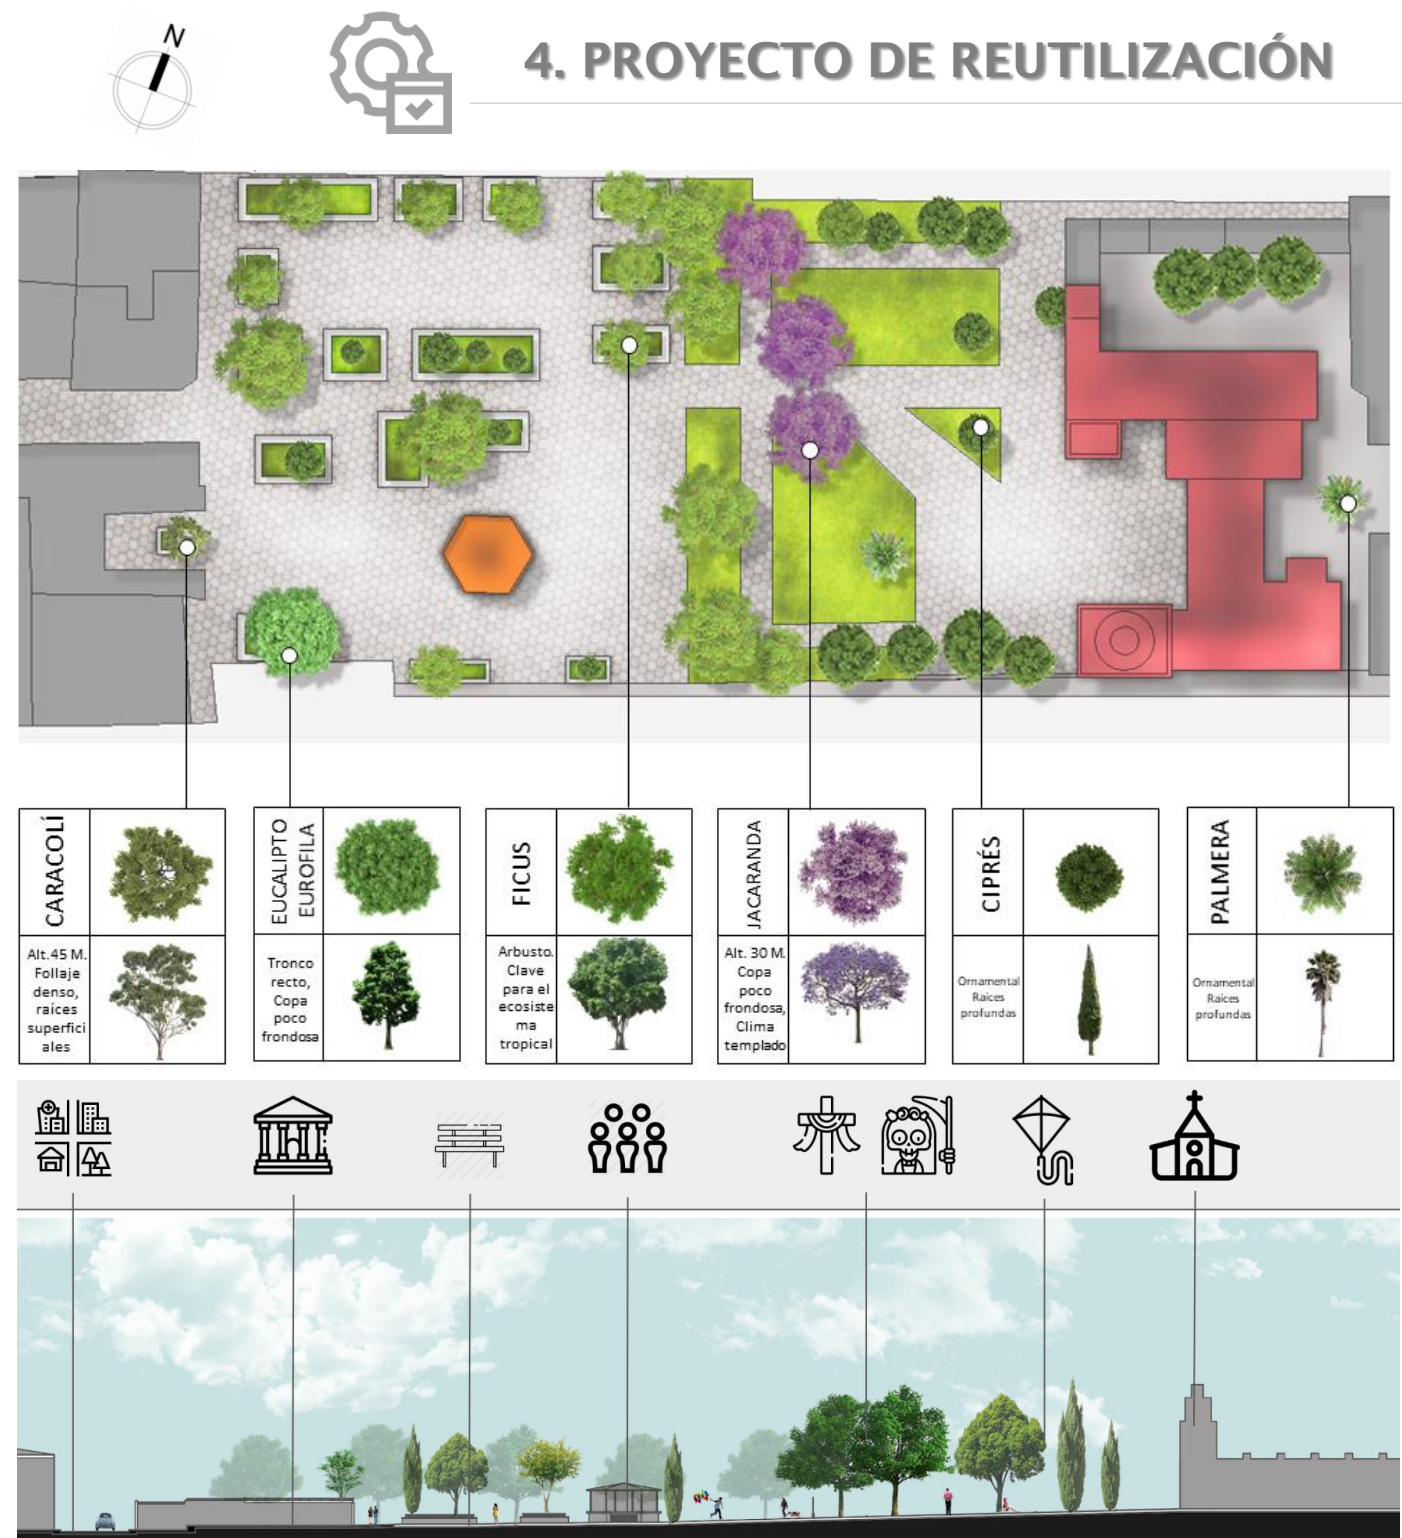 N
4. PROYECTO DE REUTILIZACIÓN
CARACOLÍ
Alt.45 M.
Follaje
denso,
raíces
superfici
ales
EUCALIPTO
EUROFILA
Tronco
recto,
Copa
poco
frondosa
FICUS
Arbusto.
Clave
para el
ecosiste
ma
tropical
JACARANDA
Alt. 30 M.
Copa
poco
frondosa,
Clima
templado
CIPRÉS
Ornamental
Raíces
profundas
PALMERA
Ornamental
Raíces
profundas